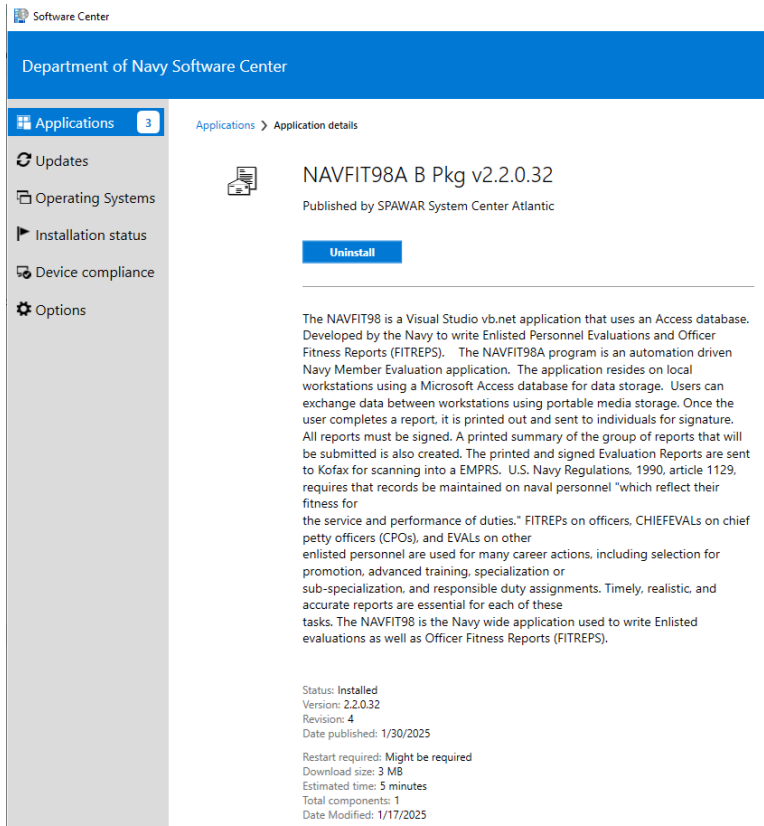 Software Center
Department of Navy Software Center
Applications 3
Updates
Operating Systems
Installation status
Device compliance
Options
Applications > Application details
NAVFIT98A B Pkg v2.2.0.32
Published by SPAWAR System Center Atlantic
Uninstall
The NAVFIT98 is a Visual Studio vb.net application that uses an Access database.
Developed by the Navy to write Enlisted Personnel Evaluations and Officer
Fitness Reports (FITREPS).    The NAVFIT98A program is an automation driven
Navy Member Evaluation application.  The application resides on local
workstations using a Microsoft Access database for data storage.  Users can
exchange data between workstations using portable media storage. Once the
user completes a report, it is printed out and sent to individuals for signature.
All reports must be signed. A printed summary of the group of reports that will
be submitted is also created. The printed and signed Evaluation Reports are sent
to Kofax for scanning into a EMPRS.  U.S. Navy Regulations, 1990, article 1129,
requires that records be maintained on naval personnel "which reflect their
fitness for
the service and performance of duties." FITREPs on officers, CHIEFEVALs on chief
petty officers (CPOs), and EVALs on other
enlisted personnel are used for many career actions, including selection for
promotion, advanced training, specialization or
sub-specialization, and responsible duty assignments. Timely, realistic, and
accurate reports are essential for each of these
tasks. The NAVFIT98 is the Navy wide application used to write Enlisted
evaluations as well as Officer Fitness Reports (FITREPS).
Status: Installed
Version: 2.2.0.32
Revision: 4
Date published: 1/30/2025
Restart required: Might be required
Download size: 3 MB
Estimated time: 5 minutes
Total components: 1
Date Modified: 1/17/2025